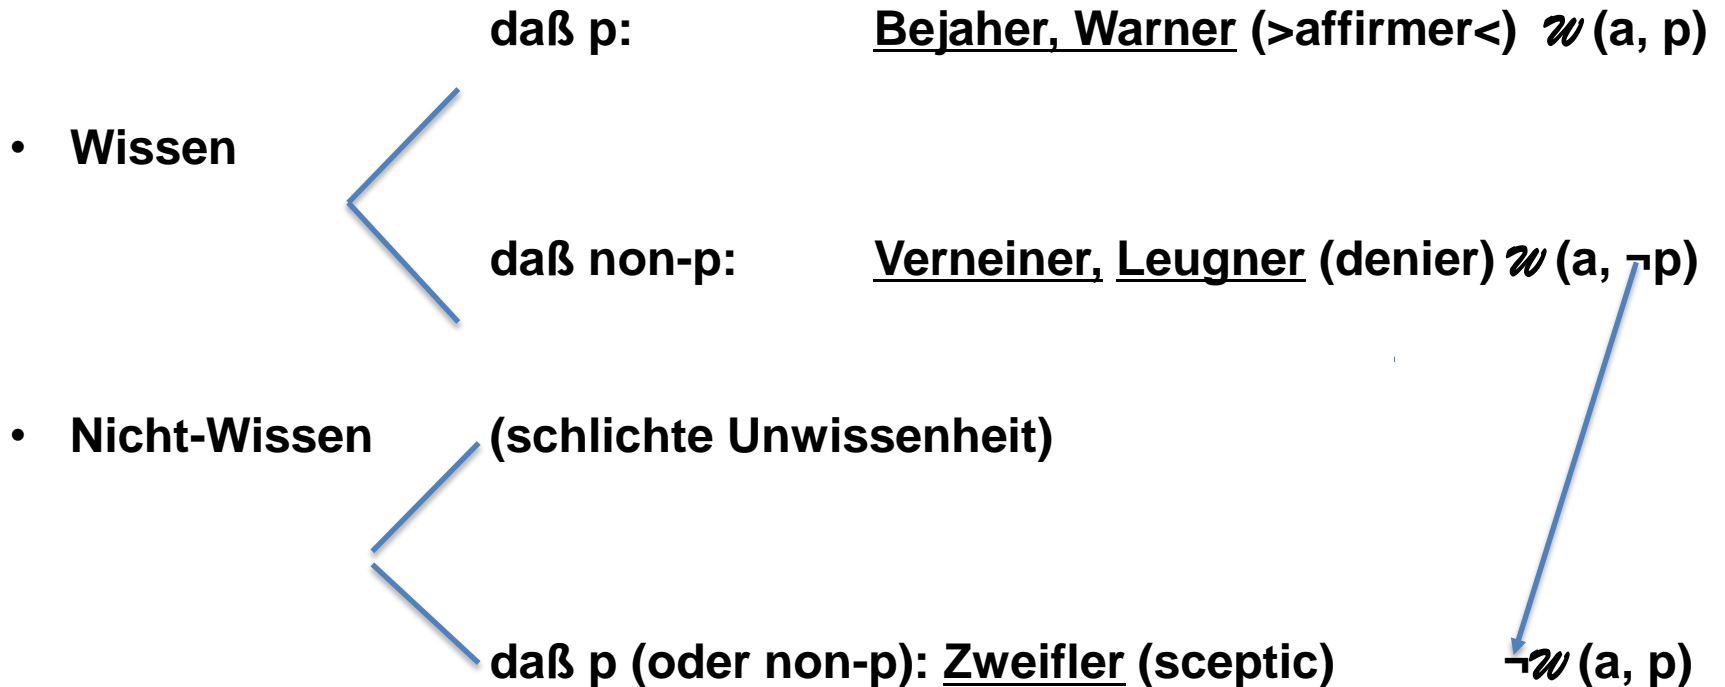 daß p: Bejaher, Warner (>affirmer<) 𝓦 (a, p)
• Wissen
daß non-p: Verneiner, Leugner (denier) 𝓦 (a, ¬p)
• Nicht-Wissen (schlichte Unwissenheit)
daß p (oder non-p): Zweifler (sceptic) ¬𝓦 (a, p)